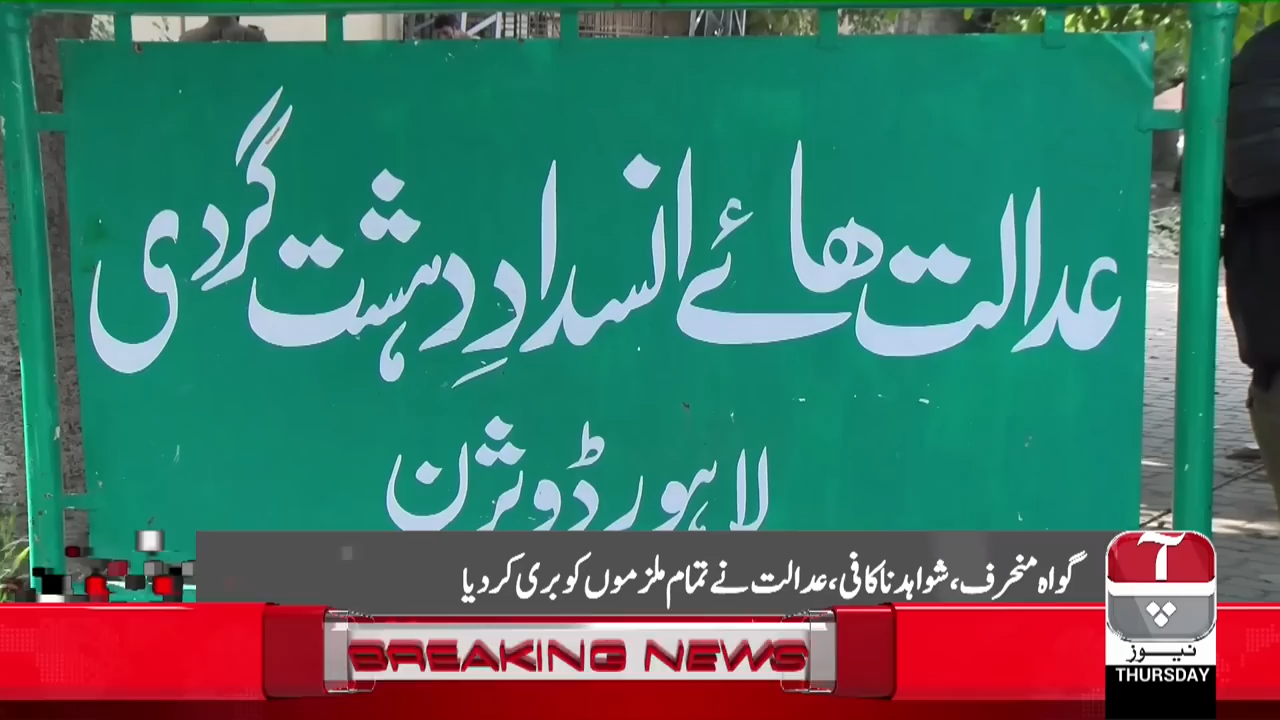 عدالت ھائے انسدادِ دہشت گردی
لاہور ڈویژن
گواہ منحرف، شواہد ناکافی، عدالت نے تمام ملزموں کو بری کر دیا
آپ
نیوز
BREAKING NEWS
THURSDAY